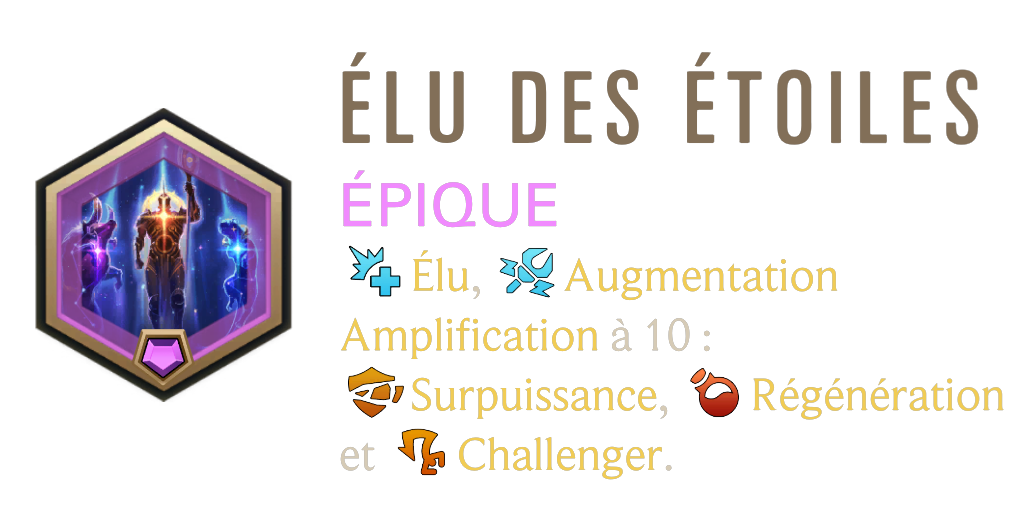 ÉLU DES ÉTOILES
ÉPIQUE
Élu, Augmentation
Amplification à 10 :
Surpuissance, Régénération
et Challenger.